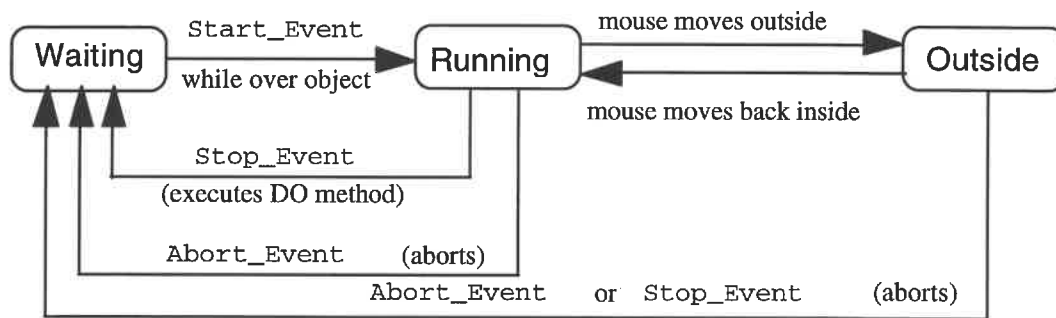 Start_Event
mouse moves outside
Waiting
Running
Outside
while over object
mouse moves back inside
Stop_Event
(executes DO method)
Abort_Event (aborts)
Abort_Event or Stop_Event (aborts)